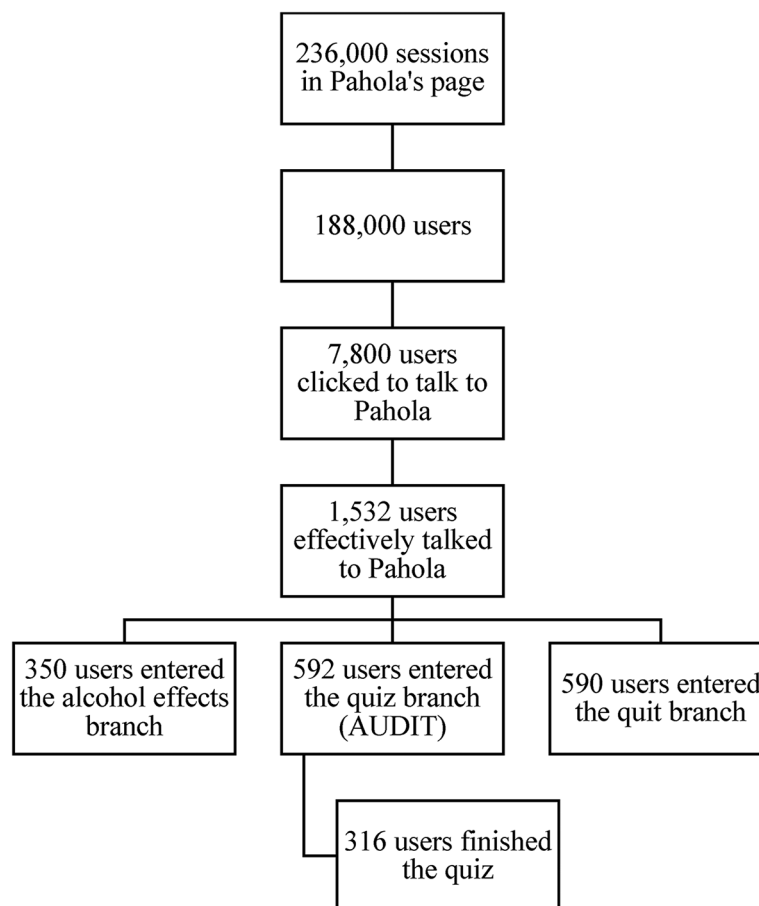 236,000 sessions
in Pahola's page
188,000 users
7,800 users
clicked to talk to
Pahola
1,532 users
effectively talked
to Pahola
350 users entered
the alcohol effects
branch
592 users entered
the quiz branch
(AUDIT)
590 users entered
the quit branch
316 users finished
the quiz